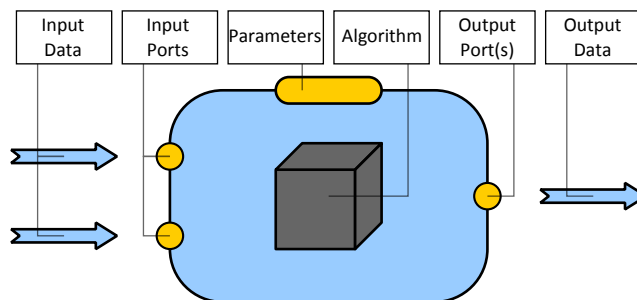 Input
Data
Input
Ports
Parameters
Algorithm
Output
Port(s)
Output
Data